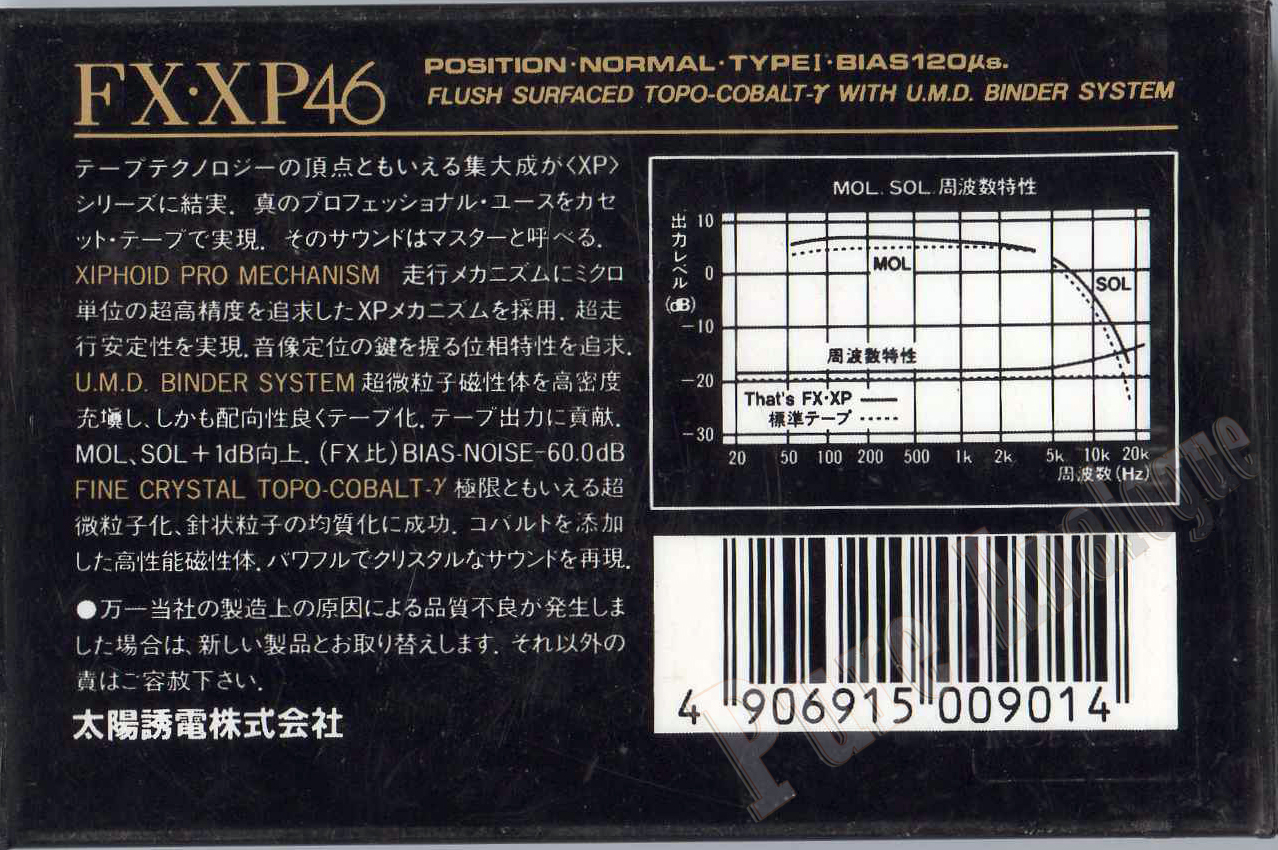 FX·XP46
POSITION·NORMAL·TYPE I·BIAS120μs.
FLUSH SURFACED TOPO-COBALT-γ WITH U.M.D. BINDER SYSTEM
テープテクノロジーの頂点ともいえる集大成が〈XP〉
シリーズに結実．真のプロフェッショナル・ユースをカセ
ット・テープで実現．そのサウンドはマスターと呼べる．
XIPHOID PRO MECHANISM 走行メカニズムにミクロ
単位の超高精度を追求したXPメカニズムを採用．超走
行安定性を実現．音像定位の鍵を握る位相特性を追求．
U.M.D. BINDER SYSTEM 超微粒子磁性体を高密度
充塡し、しかも配向性良くテープ化．テープ出力に貢献．
MOL、SOL＋1dB向上．(FX比) BIAS-NOISE-60.0dB
FINE CRYSTAL TOPO-COBALT-γ 極限ともいえる超
微粒子化、針状粒子の均質化に成功．コバルトを添加
した高性能磁性体．パワフルでクリスタルなサウンドを再現．
●万一当社の製造上の原因による品質不良が発生しま
した場合は、新しい製品とお取り替えします．それ以外の
責はご容赦下さい．
太陽誘電株式会社
MOL. SOL. 周波数特性
出力レベル(dB)
10
0
−10
−20
−30
MOL
SOL
周波数特性
That's FX·XP
標準テープ
20 50 100 200 500 1k 2k 5k 10k 20k
周波数(Hz)
4 906915 009014
Pure Analogue